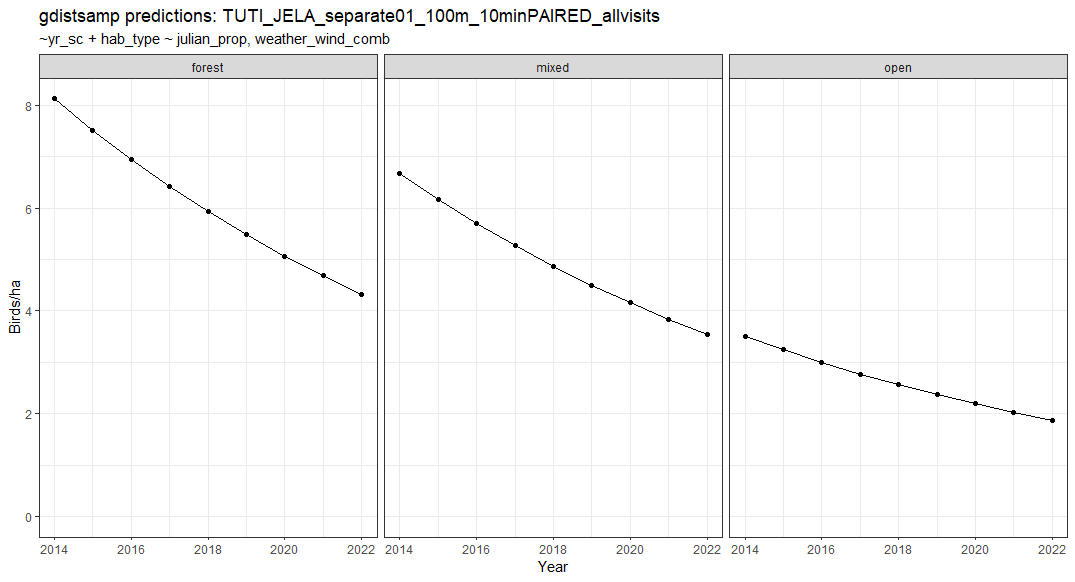 gdistsamp predictions: TUTI_JELA_separate01_100m_10minPAIRED_allvisits
~yr_sc + hab_type ~ julian_prop, weather_wind_comb
forest mixed open
Birds/ha
8
6
4
2
0
2014 2016 2018 2020 2022 2014 2016 2018 2020 2022 2014 2016 2018 2020 2022
Year